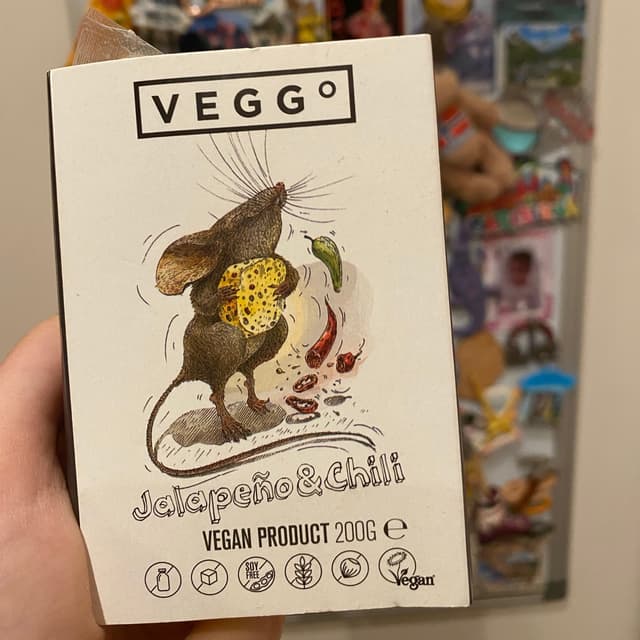 VEGGO
Jalapeño & Chili
VEGAN PRODUCT 200G e
SOY
FREE
Vegan